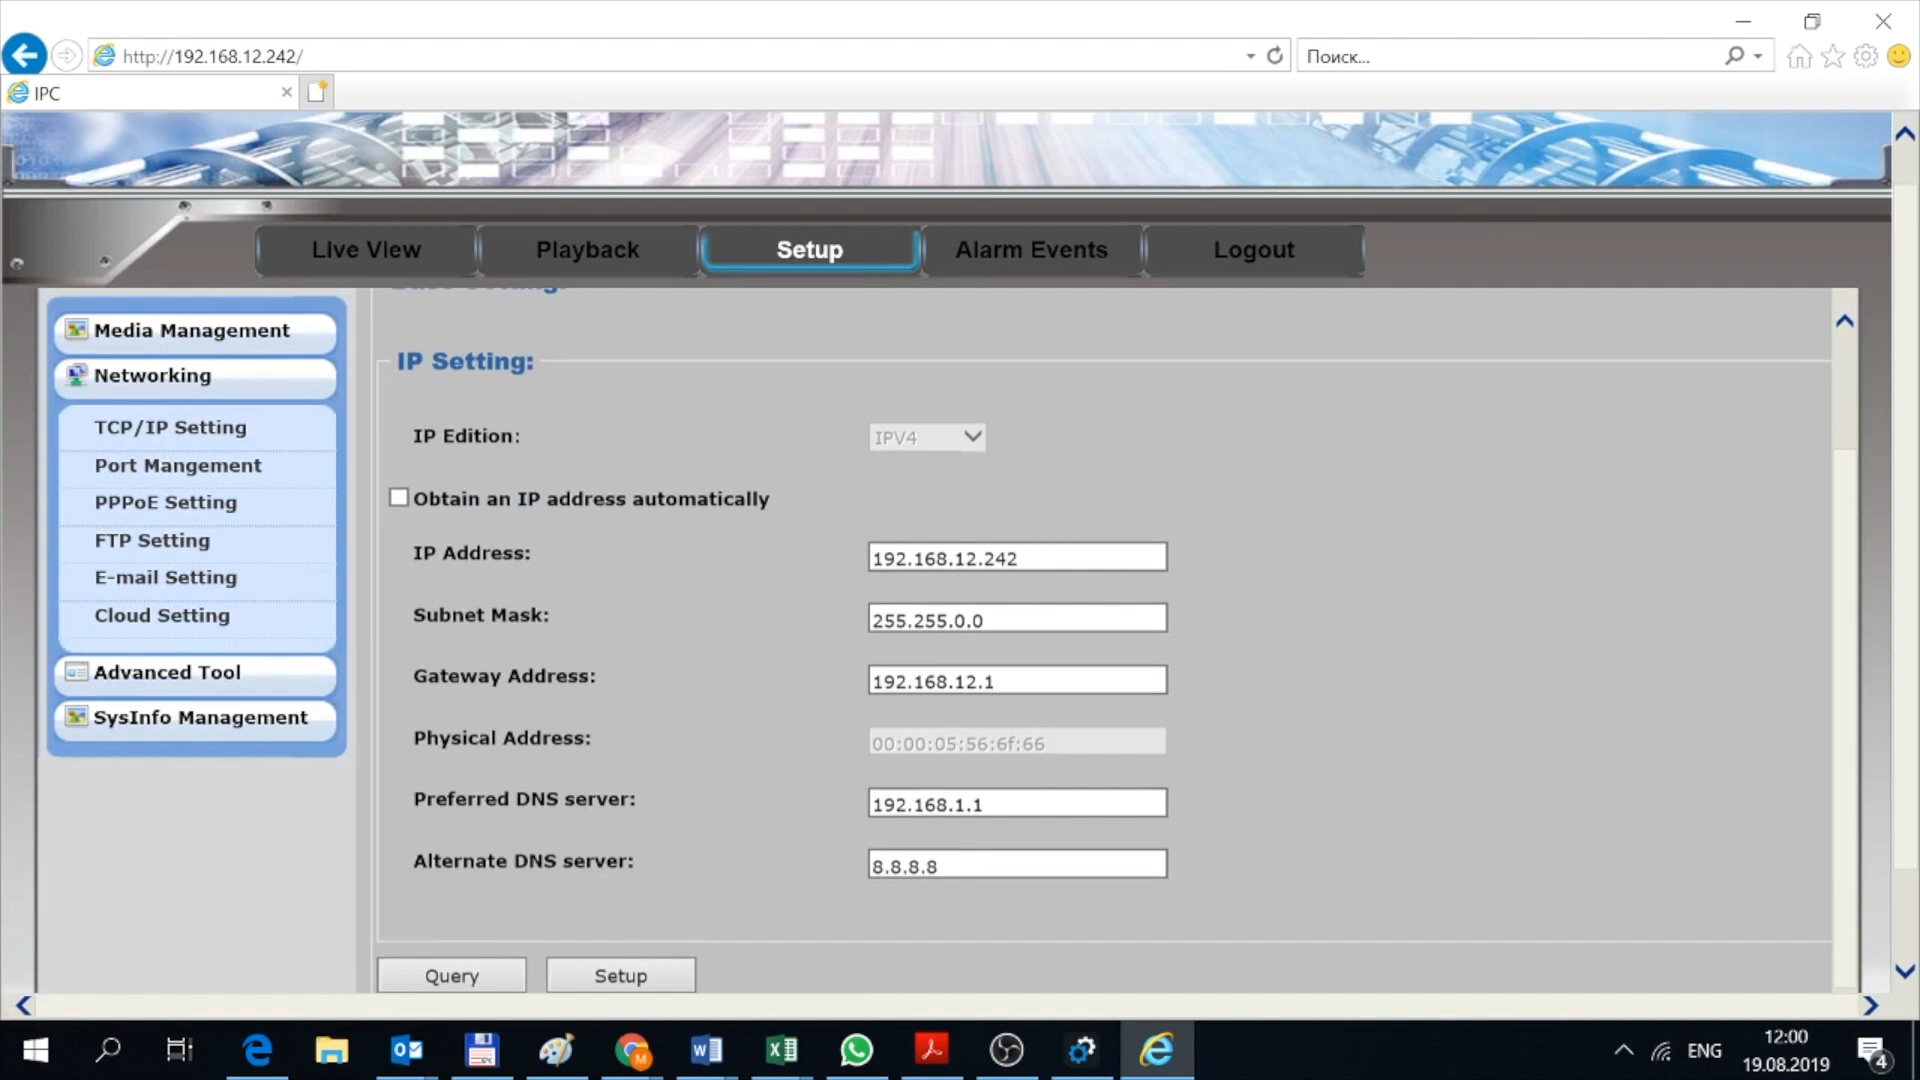 http://192.168.12.242/
Поиск...
IPC
Live View
Playback
Setup
Alarm Events
Logout
Media Management
Networking
TCP/IP Setting
Port Mangement
PPPoE Setting
FTP Setting
E-mail Setting
Cloud Setting
Advanced Tool
SysInfo Management
IP Setting:
IP Edition:
IPV4
Obtain an IP address automatically
IP Address:
192.168.12.242
Subnet Mask:
255.255.0.0
Gateway Address:
192.168.12.1
Physical Address:
00:00:05:56:6f:66
Preferred DNS server:
192.168.1.1
Alternate DNS server:
8.8.8.8
Query
Setup
ENG
12:00
19.08.2019
4